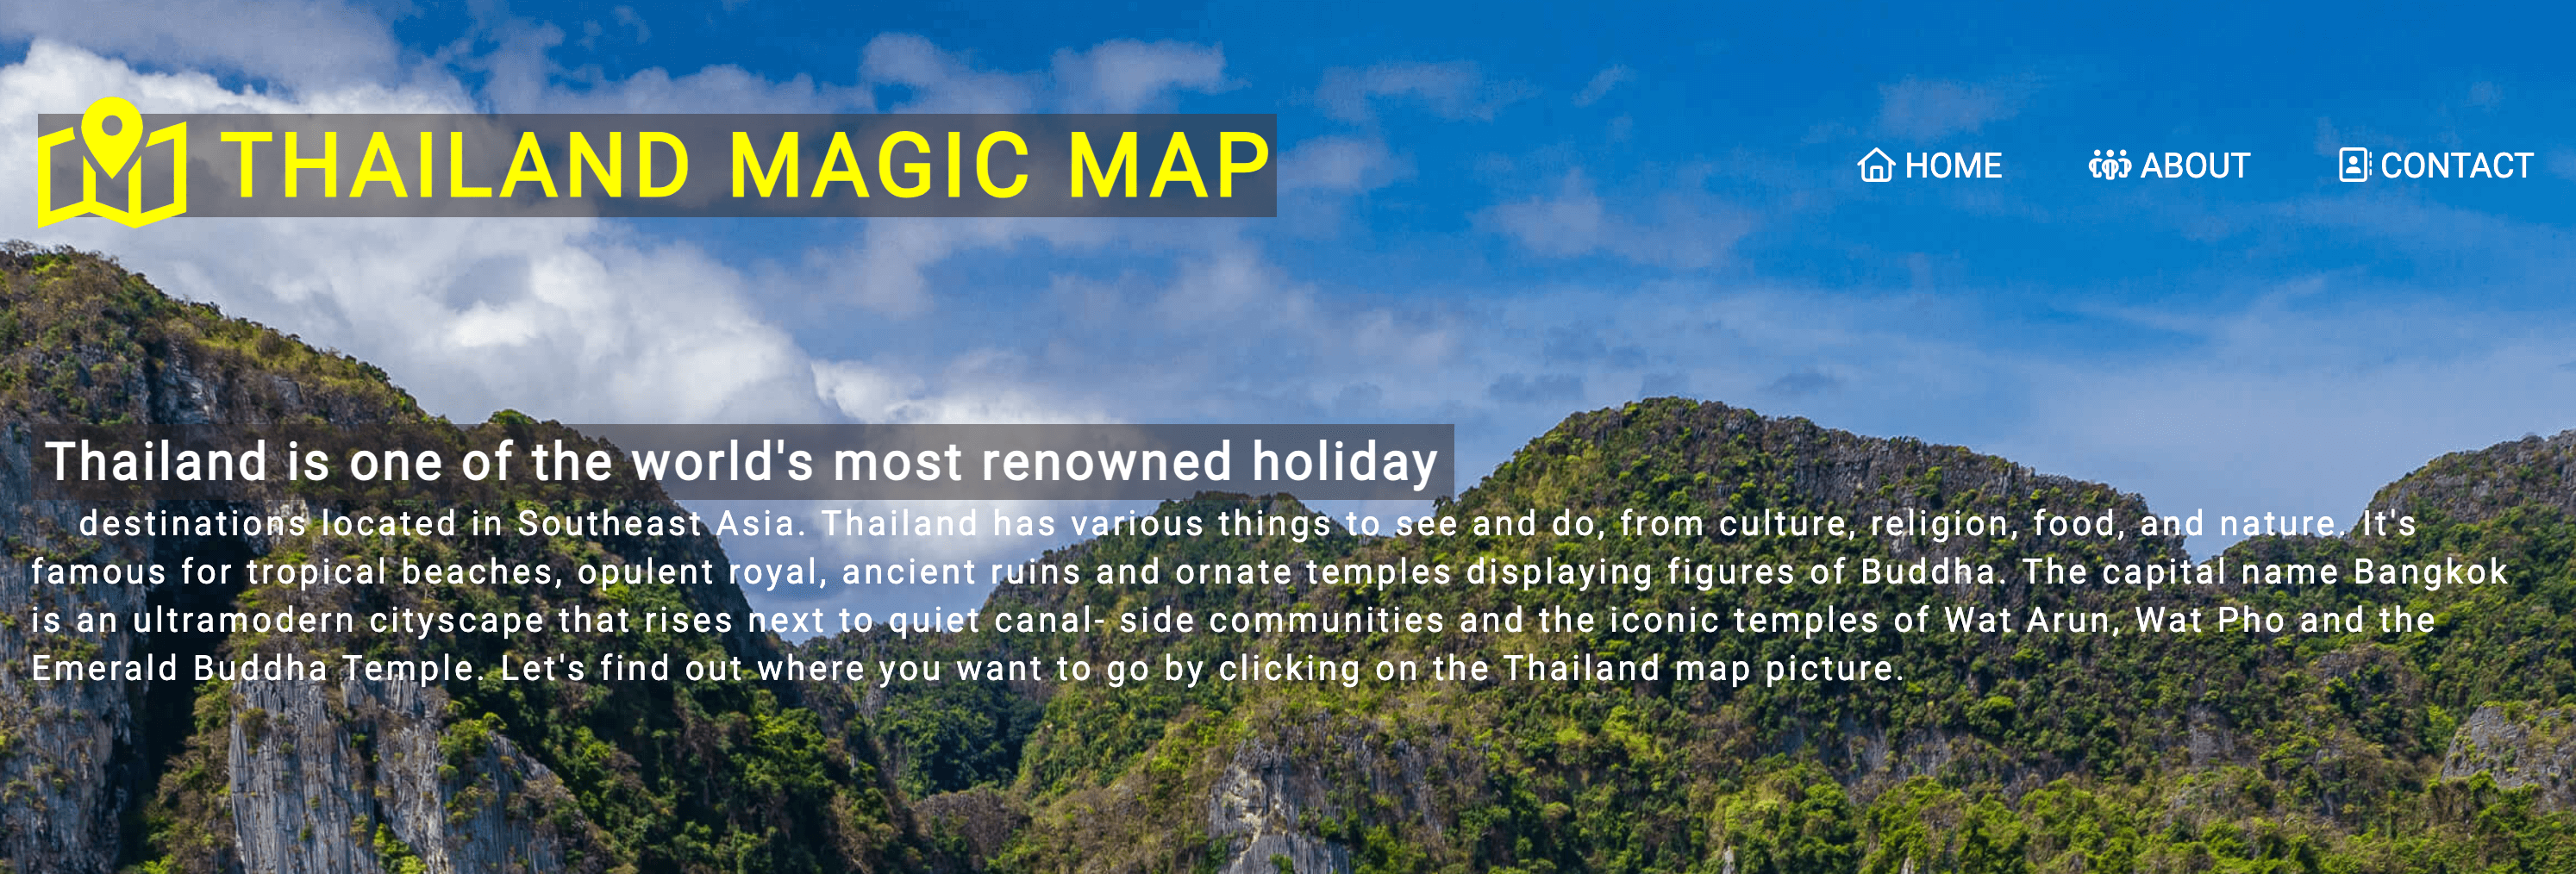 THAILAND MAGIC MAP
HOME
ABOUT
CONTACT
Thailand is one of the world's most renowned holiday
destinations located in Southeast Asia. Thailand has various things to see and do, from culture, religion, food, and nature. It's
famous for tropical beaches, opulent royal, ancient ruins and ornate temples displaying figures of Buddha. The capital name Bangkok
is an ultramodern cityscape that rises next to quiet canal- side communities and the iconic temples of Wat Arun, Wat Pho and the
Emerald Buddha Temple. Let's find out where you want to go by clicking on the Thailand map picture.